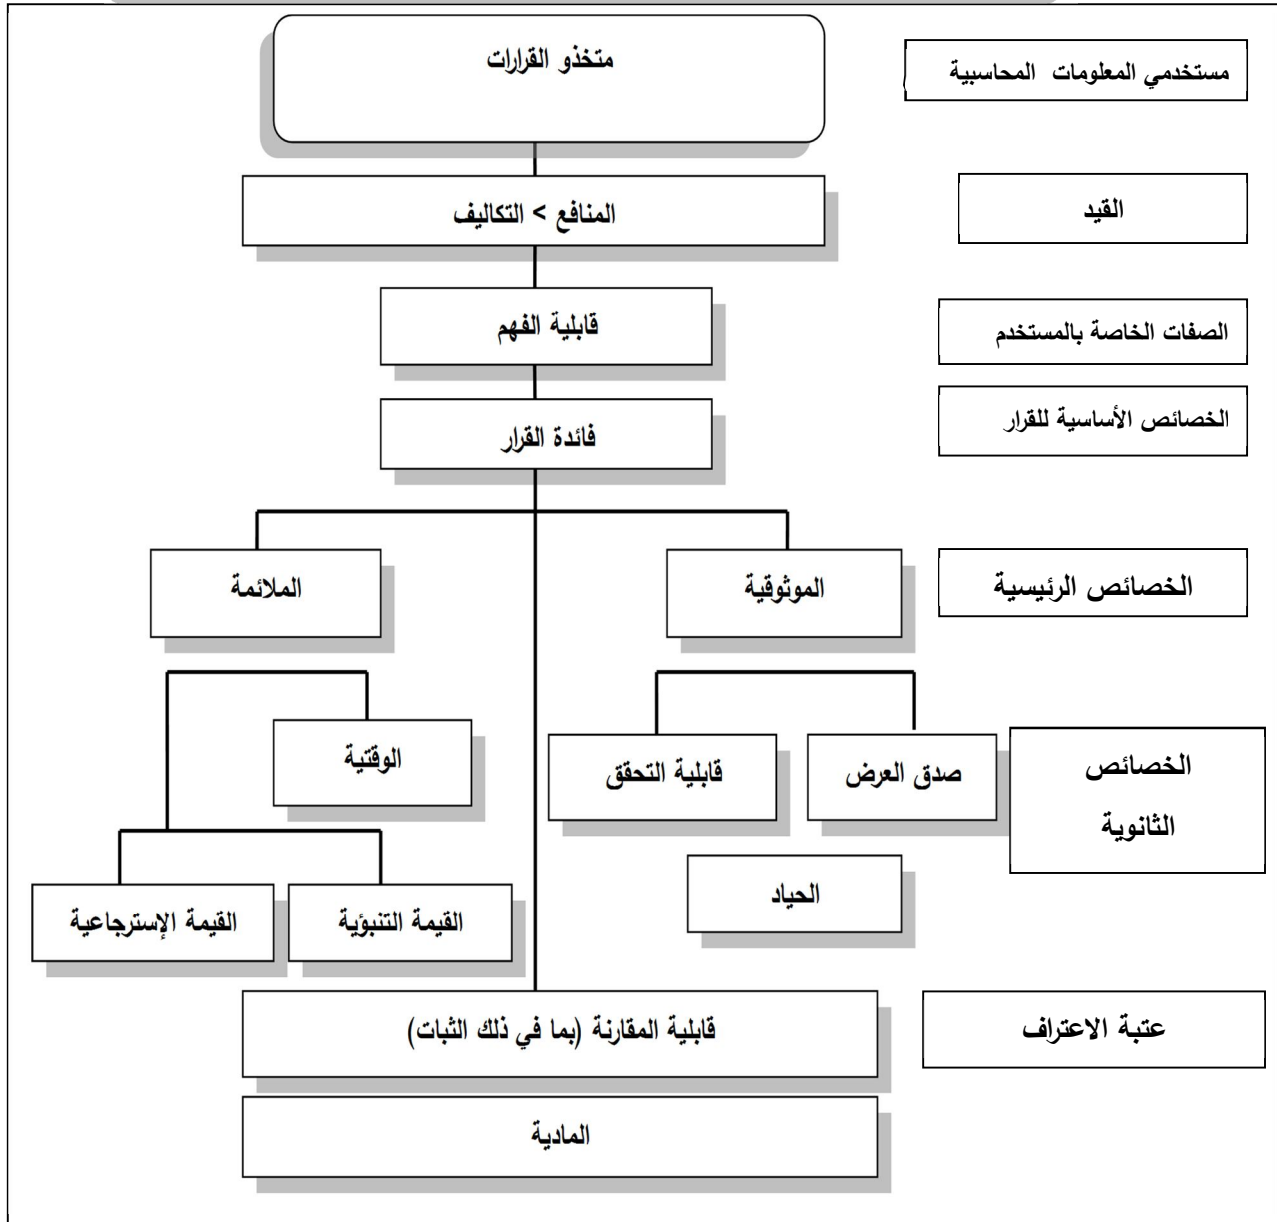 متخذو القرارات
مستخدمي المعلومات المحاسبية
المنافع > التكاليف
القيد
قابلية الفهم
الصفات الخاصة بالمستخدم
فائدة القرار
الخصائص الأساسية للقرار
الخصائص الرئيسية
الموثوقية
الملائمة
الخصائص
الثانوية
صدق العرض
قابلية التحقق
الوقتية
الحياد
القيمة التنبؤية
القيمة الإسترجاعية
عتبة الاعتراف
قابلية المقارنة (بما في ذلك الثبات)
المادية